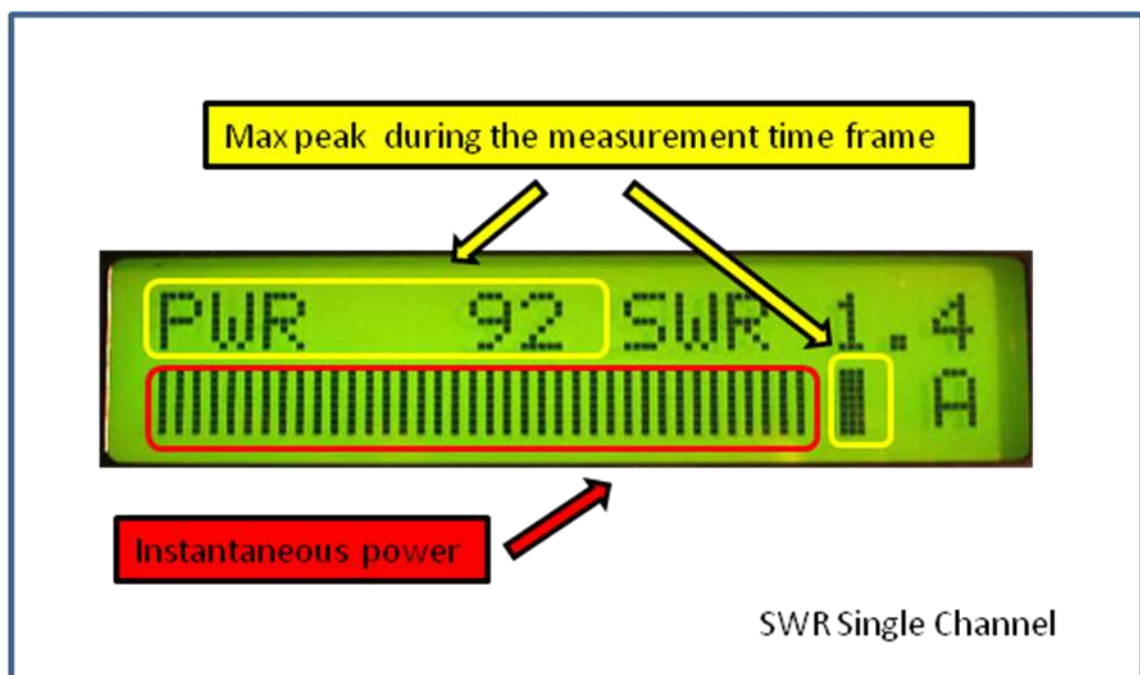 Max peak during the measurement time frame
PWR 92 SWR 1.4
A
Instantaneous power
SWR Single Channel